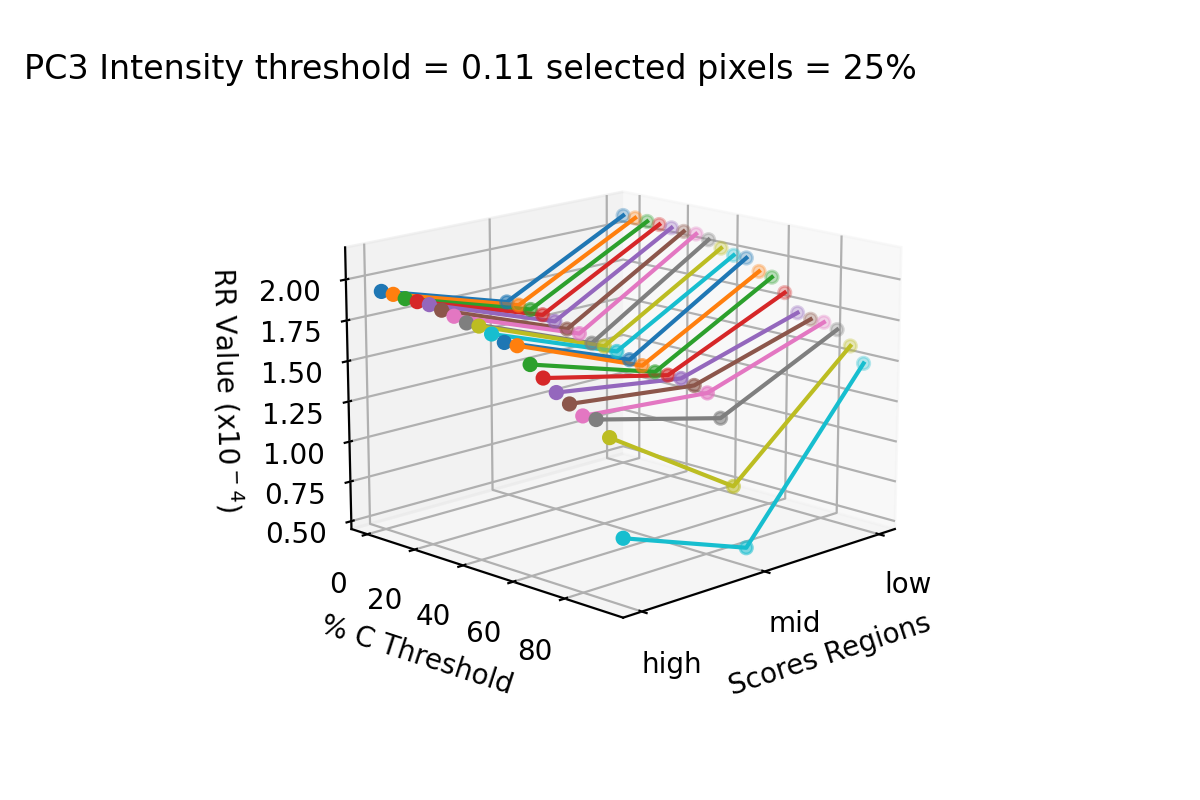 PC3 Intensity threshold = 0.11 selected pixels = 25%
RR Value (x10⁻⁴)
2.00
1.75
1.50
1.25
1.00
0.75
0.50
0
20
40
60
80
% C Threshold
high
mid
low
Scores Regions